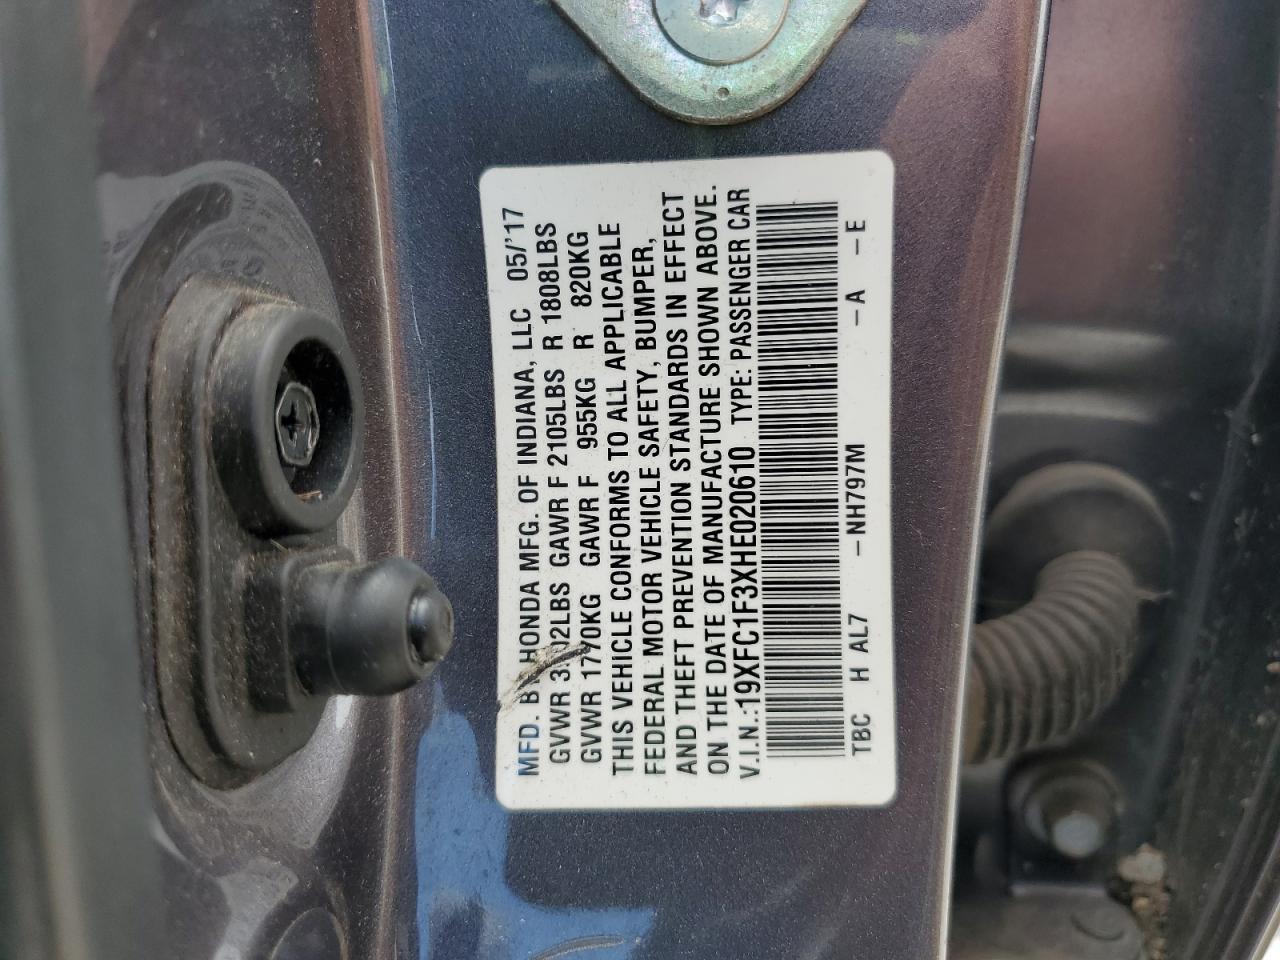 MFD. BY HONDA MFG. OF INDIANA, LLC 05/'17
GVWR LBS GAWR F 2105LBS R 1808LBS
GVWR 1770KG GAWR F 955KG R 820KG
THIS VEHICLE CONFORMS TO ALL APPLICABLE
FEDERAL MOTOR VEHICLE SAFETY, BUMPER,
AND THEFT PREVENTION STANDARDS IN EFFECT
ON THE DATE OF MANUFACTURE SHOWN ABOVE.
V.I.N.:19XFC1F3XHE020610 TYPE: PASSENGER CAR
TBC H AL7 -NH797M -A -E